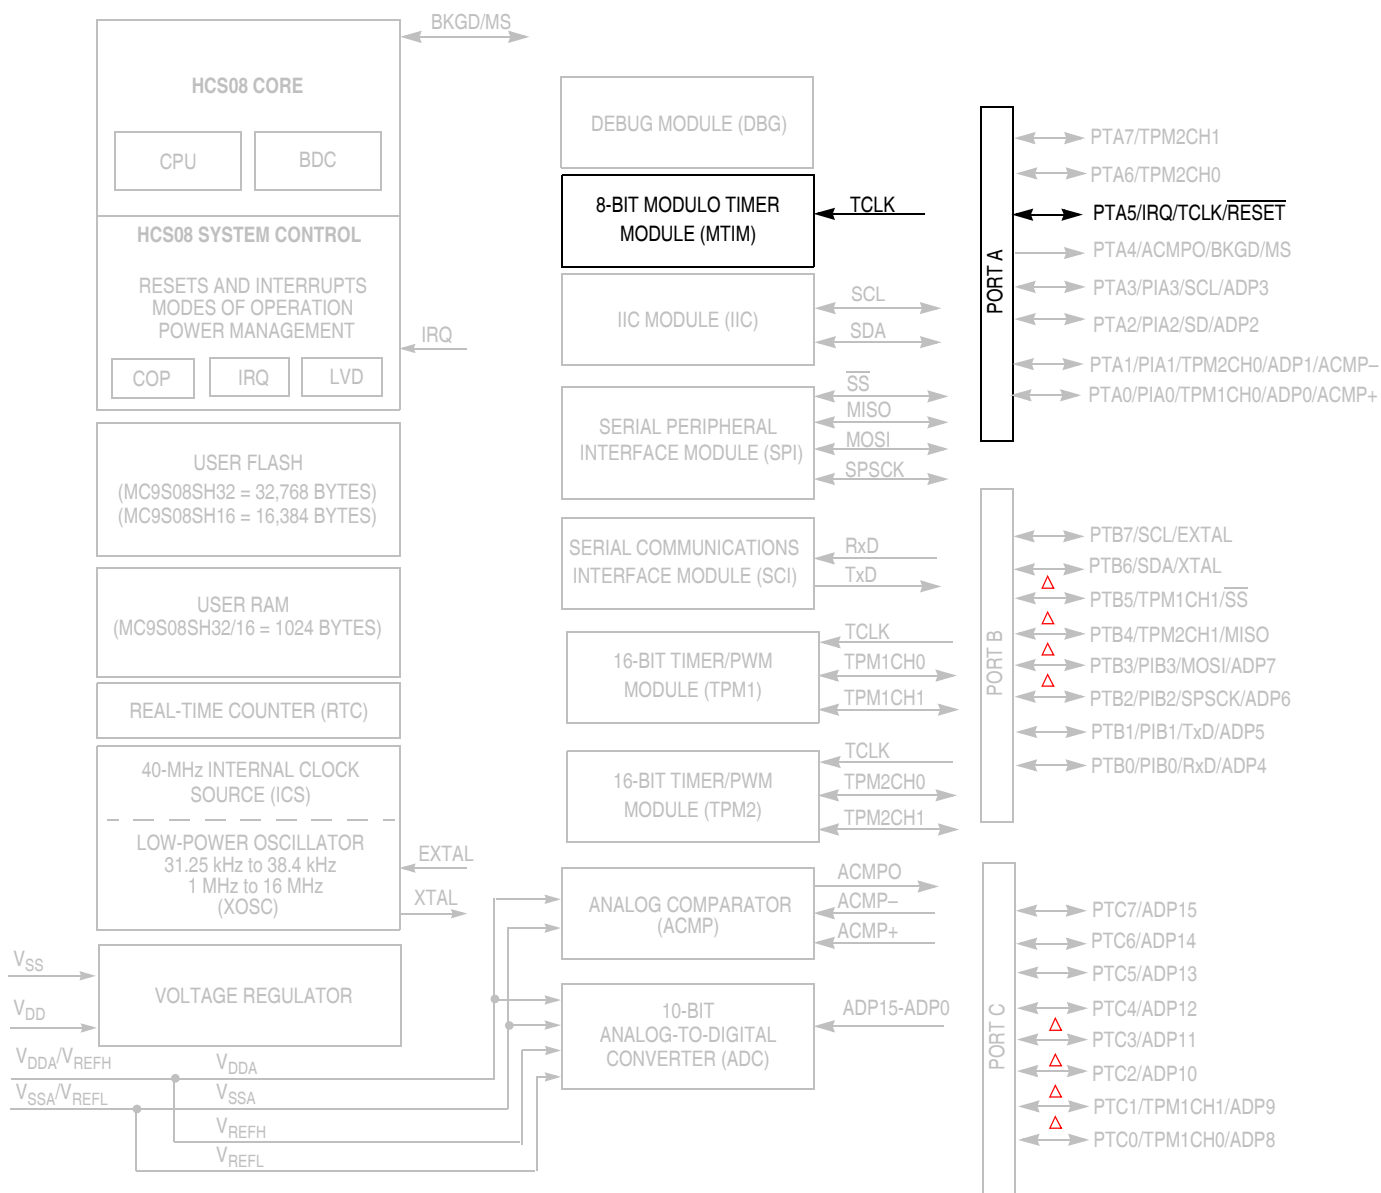 BKGD/MS
HCS08 CORE
CPU
BDC
HCS08 SYSTEM CONTROL
RESETS AND INTERRUPTS
MODES OF OPERATION
POWER MANAGEMENT
IRQ
COP
IRQ
LVD
USER FLASH
(MC9S08SH32 = 32,768 BYTES)
(MC9S08SH16 = 16,384 BYTES)
USER RAM
(MC9S08SH32/16 = 1024 BYTES)
REAL-TIME COUNTER (RTC)
40-MHz INTERNAL CLOCK
SOURCE (ICS)
LOW-POWER OSCILLATOR
31.25 kHz to 38.4 kHz
1 MHz to 16 MHz
(XOSC)
EXTAL
XTAL
VSS
VDD
VOLTAGE REGULATOR
VDDA/VREFH
VDDA
VSSA/VREFL
VSSA
VREFH
VREFL
DEBUG MODULE (DBG)
8-BIT MODULO TIMER
MODULE (MTIM)
TCLK
IIC MODULE (IIC)
SCL
SDA
SERIAL PERIPHERAL
INTERFACE MODULE (SPI)
SS
MISO
MOSI
SPSCK
SERIAL COMMUNICATIONS
INTERFACE MODULE (SCI)
RxD
TxD
16-BIT TIMER/PWM
MODULE (TPM1)
TCLK
TPM1CH0
TPM1CH1
16-BIT TIMER/PWM
MODULE (TPM2)
TCLK
TPM2CH0
TPM2CH1
ANALOG COMPARATOR
(ACMP)
ACMPO
ACMP–
ACMP+
10-BIT
ANALOG-TO-DIGITAL
CONVERTER (ADC)
ADP15-ADP0
PORT A
PTA7/TPM2CH1
PTA6/TPM2CH0
PTA5/IRQ/TCLK/RESET
PTA4/ACMPO/BKGD/MS
PTA3/PIA3/SCL/ADP3
PTA2/PIA2/SD/ADP2
PTA1/PIA1/TPM2CH0/ADP1/ACMP–
PTA0/PIA0/TPM1CH0/ADP0/ACMP+
PORT B
PTB7/SCL/EXTAL
PTB6/SDA/XTAL
PTB5/TPM1CH1/SS
PTB4/TPM2CH1/MISO
PTB3/PIB3/MOSI/ADP7
PTB2/PIB2/SPSCK/ADP6
PTB1/PIB1/TxD/ADP5
PTB0/PIB0/RxD/ADP4
PORT C
PTC7/ADP15
PTC6/ADP14
PTC5/ADP13
PTC4/ADP12
PTC3/ADP11
PTC2/ADP10
PTC1/TPM1CH1/ADP9
PTC0/TPM1CH0/ADP8